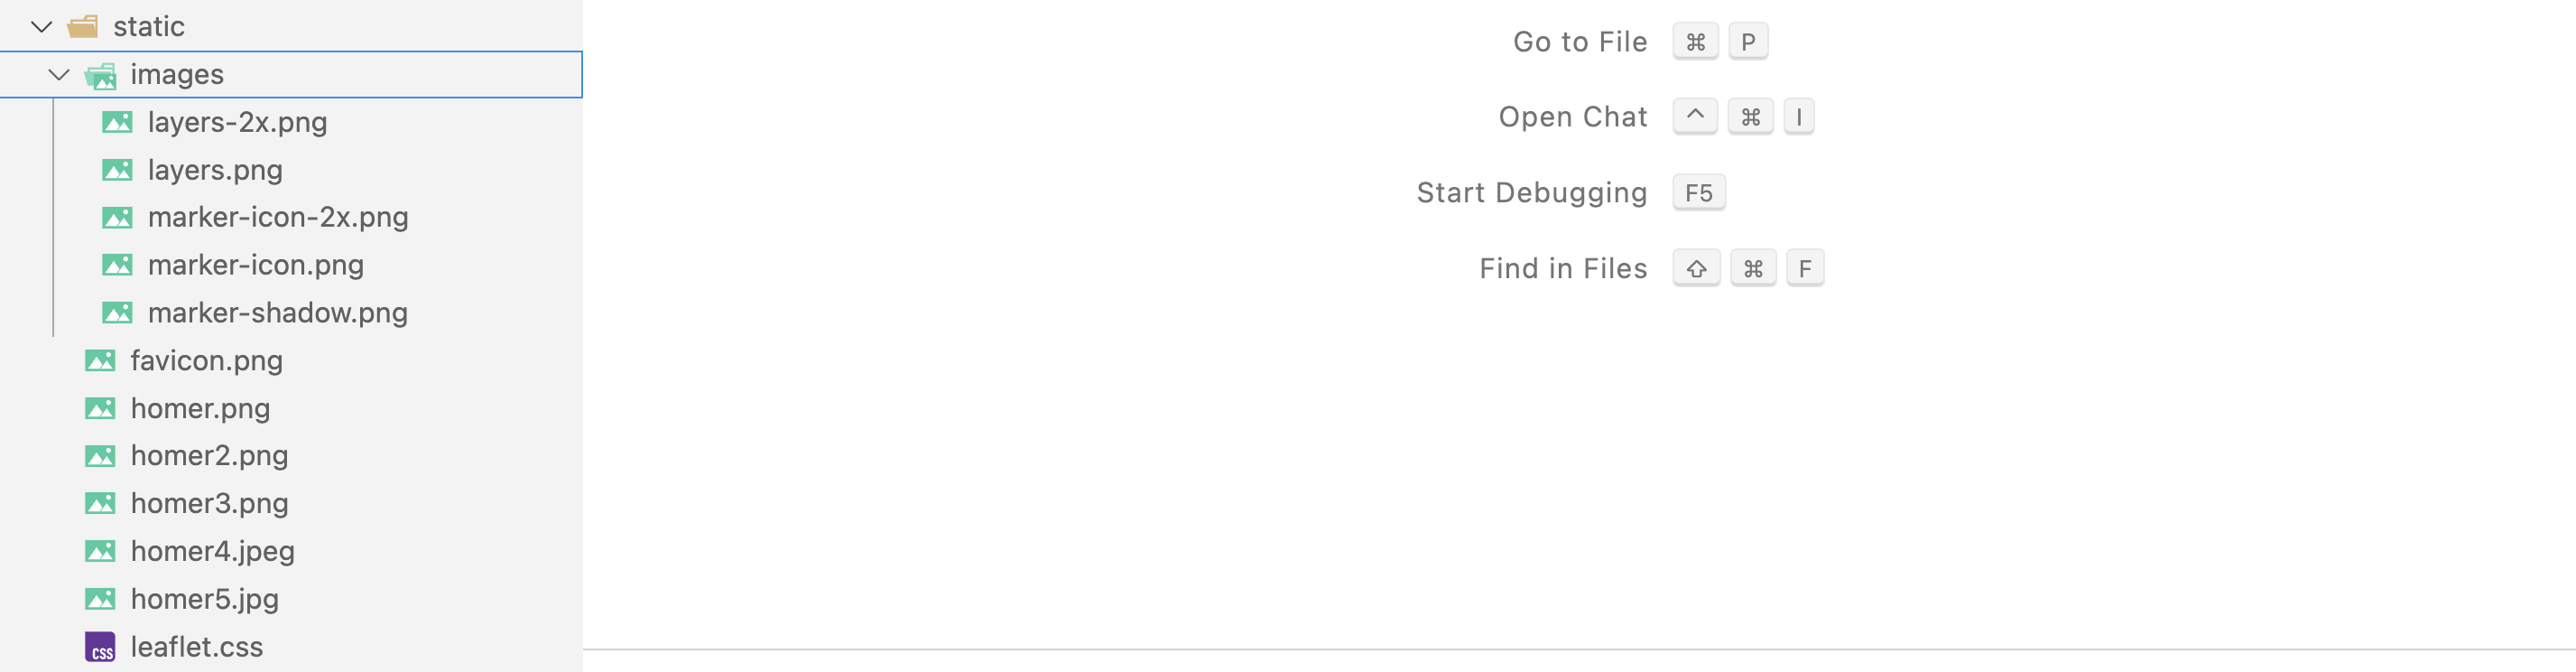 static
images
layers-2x.png
layers.png
marker-icon-2x.png
marker-icon.png
marker-shadow.png
favicon.png
homer.png
homer2.png
homer3.png
homer4.jpeg
homer5.jpg
CSS leaflet.css
Go to File ⌘ P
Open Chat ^ ⌘ I
Start Debugging F5
Find in Files ⇧ ⌘ F